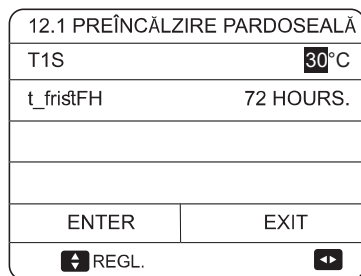 12.1 PREÎNCĂLZIRE PARDOSEALĂ
T1S 30°C
t_fristFH 72 HOURS.
ENTER EXIT
REGL.